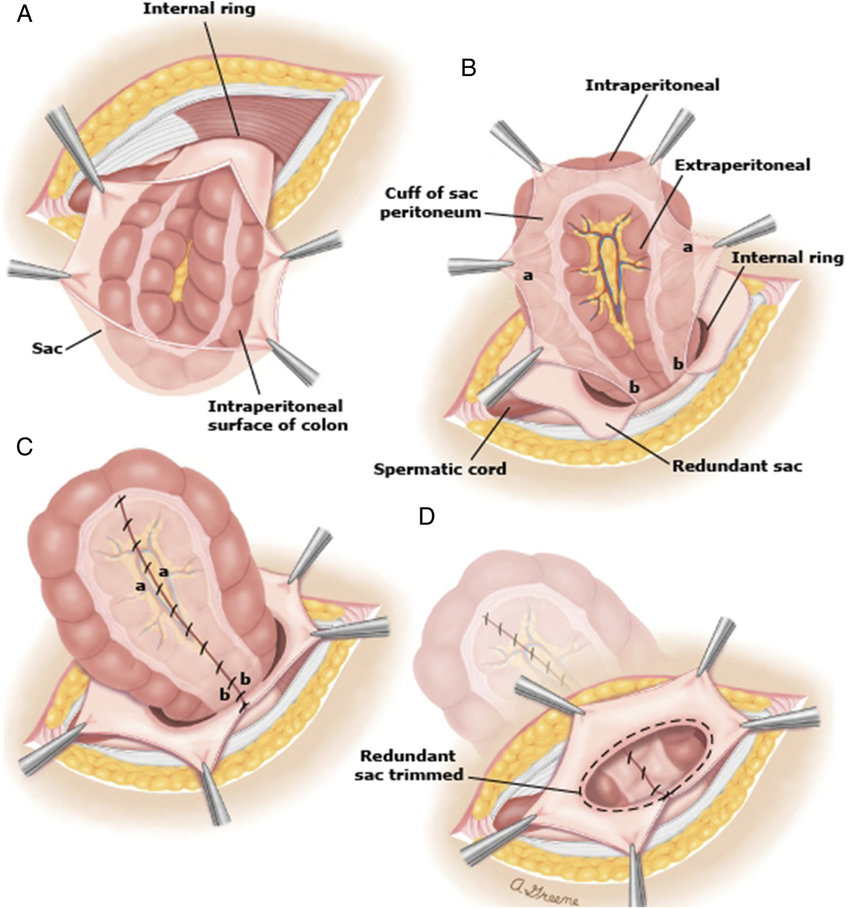 A
Internal ring
Sac
Intraperitoneal
surface of colon
B
Intraperitoneal
Extraperitoneal
Cuff of sac
peritoneum
a
a
Internal ring
b
b
Spermatic cord
Redundant sac
C
a
a
b
b
D
Redundant
sac trimmed
A. Greene